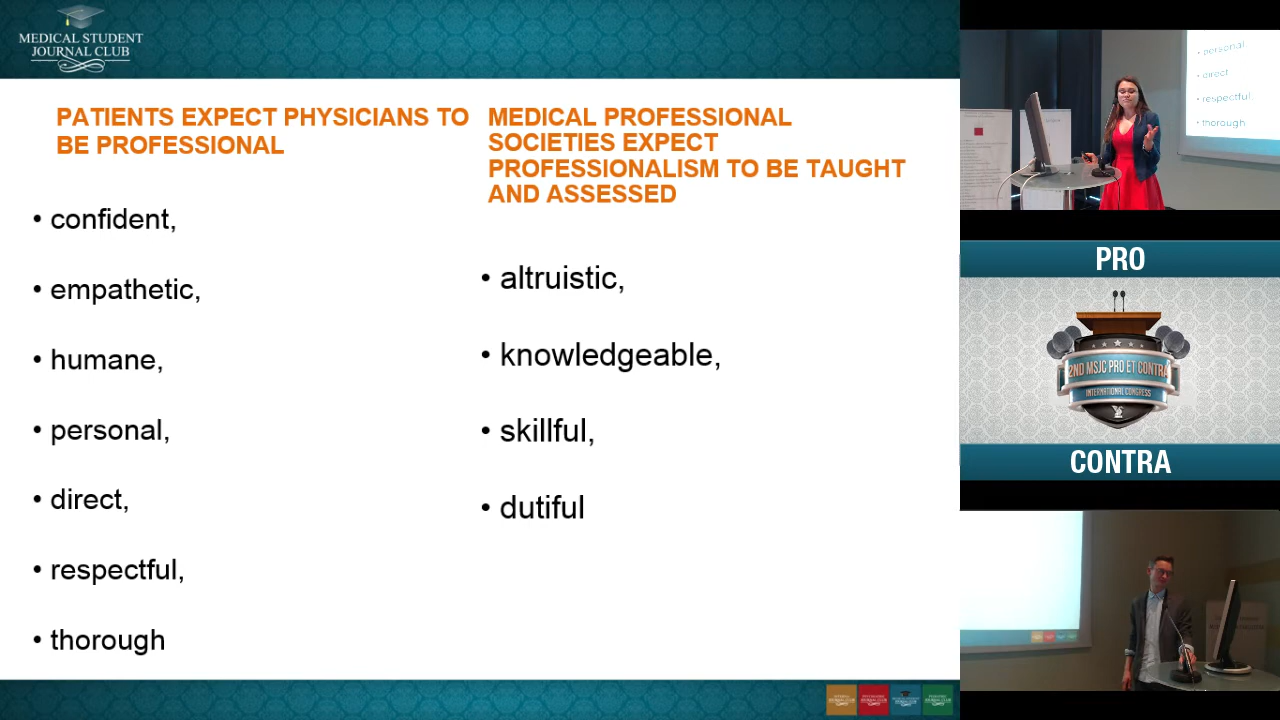 MEDICAL STUDENT
JOURNAL CLUB
PATIENTS EXPECT PHYSICIANS TO
BE PROFESSIONAL
• confident,
• empathetic,
• humane,
• personal,
• direct,
• respectful,
• thorough
MEDICAL PROFESSIONAL
SOCIETIES EXPECT
PROFESSIONALISM TO BE TAUGHT
AND ASSESSED
• altruistic,
• knowledgeable,
• skillful,
• dutiful
• personal,
• direct,
• respectful,
• thorough
PRO
2ND MSJC PRO ET CONTRA
INTERNATIONAL CONGRESS
CONTRA